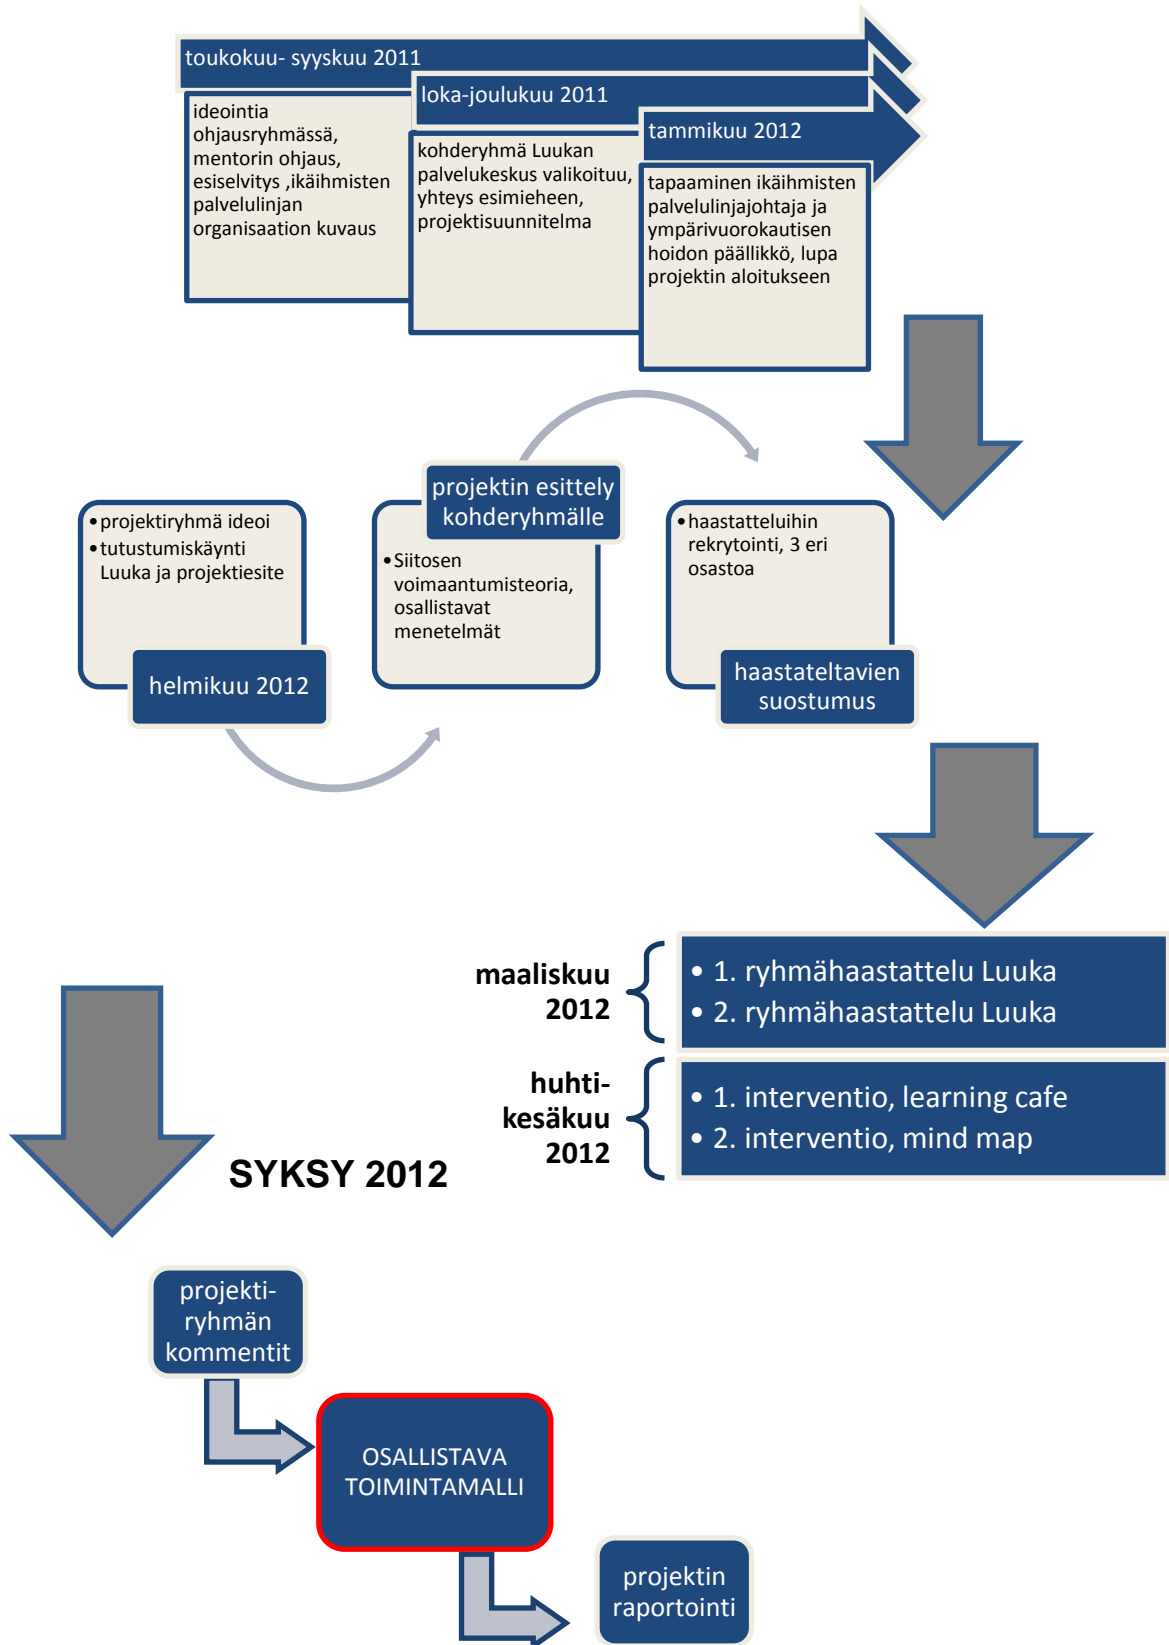 toukokuu- syyskuu 2011
ideointia
ohjausryhmässä,
mentorin ohjaus,
esiselvitys ,ikäihmisten
palvelulinjan
organisaation kuvaus
loka-joulukuu 2011
kohderyhmä Luukan
palvelukeskus valikoituu,
yhteys esimieheen,
projektisuunnitelma
tammikuu 2012
tapaaminen ikäihmisten
palvelulinjajohtaja ja
ympärivuorokautisen
hoidon päällikkö, lupa
projektin aloitukseen
•projektiryhmä ideoi
•tutustumiskäynti
Luuka ja projektiesite
helmikuu 2012
projektin esittely
kohderyhmälle
•Siitosen
voimaantumisteoria,
osallistavat
menetelmät
•haastatteluihin
rekrytointi, 3 eri
osastoa
haastateltavien
suostumus
maaliskuu
2012
• 1. ryhmähaastattelu Luuka
• 2. ryhmähaastattelu Luuka
huhti-
kesäkuu
2012
• 1. interventio, learning cafe
• 2. interventio, mind map
SYKSY 2012
projekti-
ryhmän
kommentit
OSALLISTAVA
TOIMINTAMALLI
projektin
raportointi